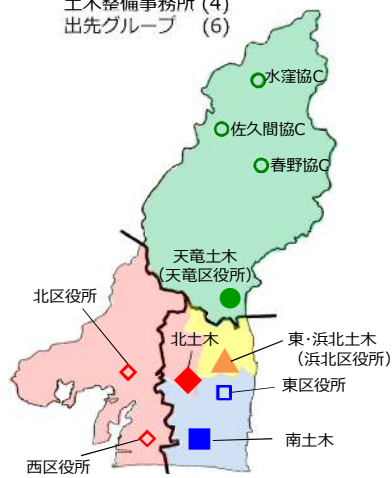 土木整備事務所 (4)
出先グループ (6)
水窪協C
佐久間協C
春野協C
天竜土木
(天竜区役所)
北区役所
北土木
東・浜北土木
(浜北区役所)
東区役所
南土木
西区役所